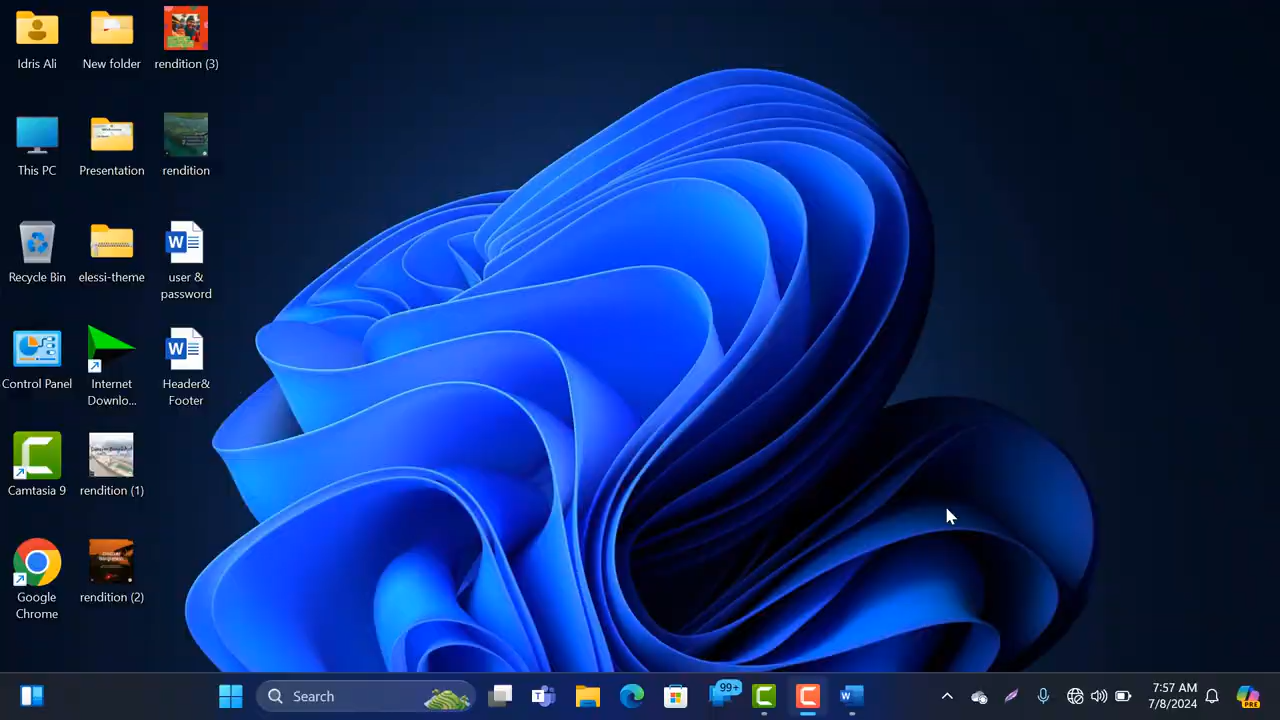 Idris Ali
New folder
rendition (3)
This PC
Presentation
rendition
Recycle Bin
elessi-theme
user &
password
Control Panel
Internet
Downlo...
Header&
Footer
Camtasia 9
rendition (1)
Google
Chrome
rendition (2)
Search
99+
7:57 AM
7/8/2024
PRE